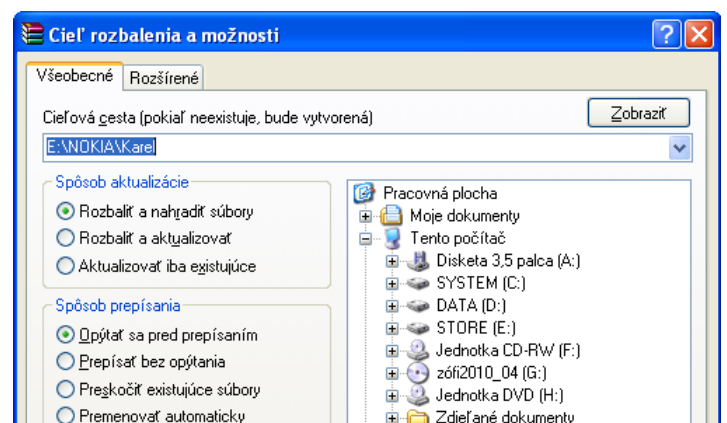 Cieľ rozbalenia a možnosti
Všeobecné Rozšírené
Cieľová cesta (pokiaľ neexistuje, bude vytvorená)
Zobraziť
E:\NOKIA\Karel
Spôsob aktualizácie
Rozbaliť a nahradiť súbory
Rozbaliť a aktualizovať
Aktualizovať iba existujúce
Spôsob prepísania
Opýtať sa pred prepísaním
Prepísať bez opýtania
Preskočiť existujúce súbory
Premenovať automaticky
Pracovná plocha
Moje dokumenty
Tento počítač
Disketa 3,5 palca (A:)
SYSTEM (C:)
DATA (D:)
STORE (E:)
Jednotka CD-RW (F:)
zófi2010_04 (G:)
Jednotka DVD (H:)
Zdieľané dokumenty